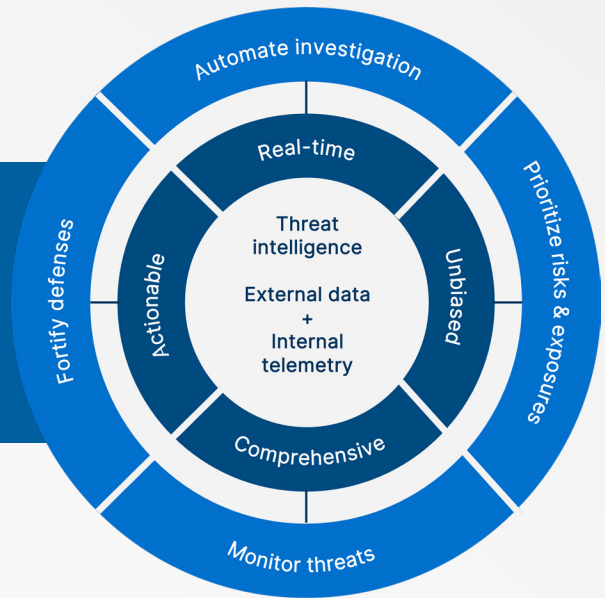 Automate investigation
Real-time
Threat
intelligence
External data
+
Internal
telemetry
Fortify defenses
Actionable
Unbiased
Prioritize risks & exposures
Comprehensive
Monitor threats